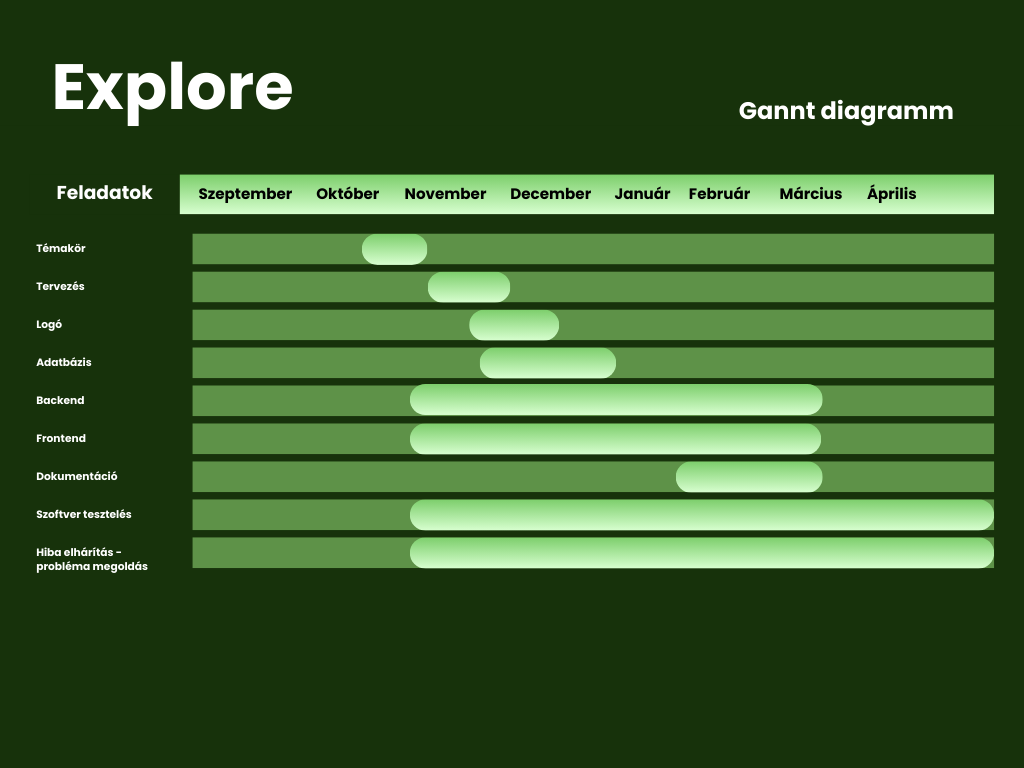 Explore
Gannt diagramm
Feladatok
Szeptember Október November December Január Február Március Április
Témakör
Tervezés
Logó
Adatbázis
Backend
Frontend
Dokumentáció
Szoftver tesztelés
Hiba elhárítás -
probléma megoldás